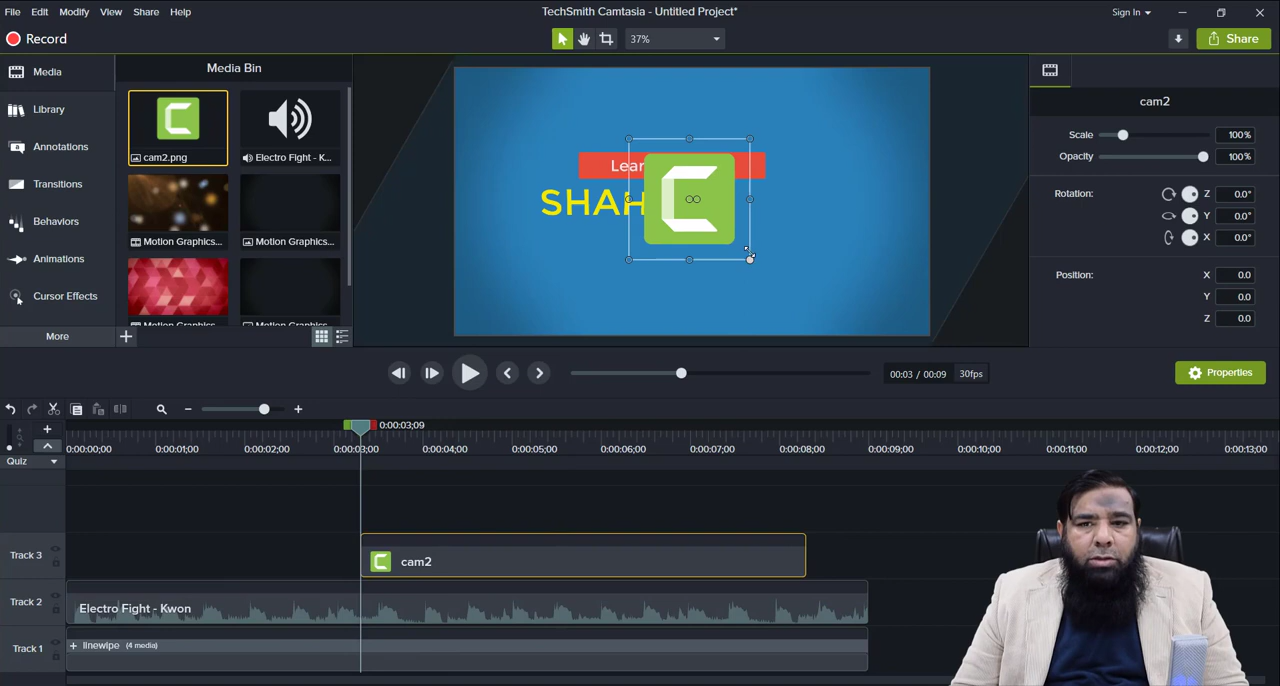 File Edit Modify View Share Help
TechSmith Camtasia - Untitled Project*
Sign In
Record
37%
Share
Media
Library
Annotations
Transitions
Behaviors
Animations
Cursor Effects
More
Media Bin
cam2.png
Electro Fight - K...
Motion Graphics...
Motion Graphics...
Motion Graphics...
Motion Graphics...
Lear
SHAH
cam2
Scale 100%
Opacity 100%
Rotation: Z 0.0°
Y 0.0°
X 0.0°
Position: X 0.0
Y 0.0
Z 0.0
00:03 / 00:09 30fps
Properties
0:00:03;09
0:00:00;00 0:00:01;00 0:00:02;00 0:00:03;00 0:00:04;00 0:00:05;00 0:00:06;00 0:00:07;00 0:00:08;00 0:00:09;00 0:00:10;00 0:00:11;00 0:00:12;00 0:00:13;00
Quiz
Track 3
cam2
Track 2
Electro Fight - Kwon
Track 1
linewipe (4 media)